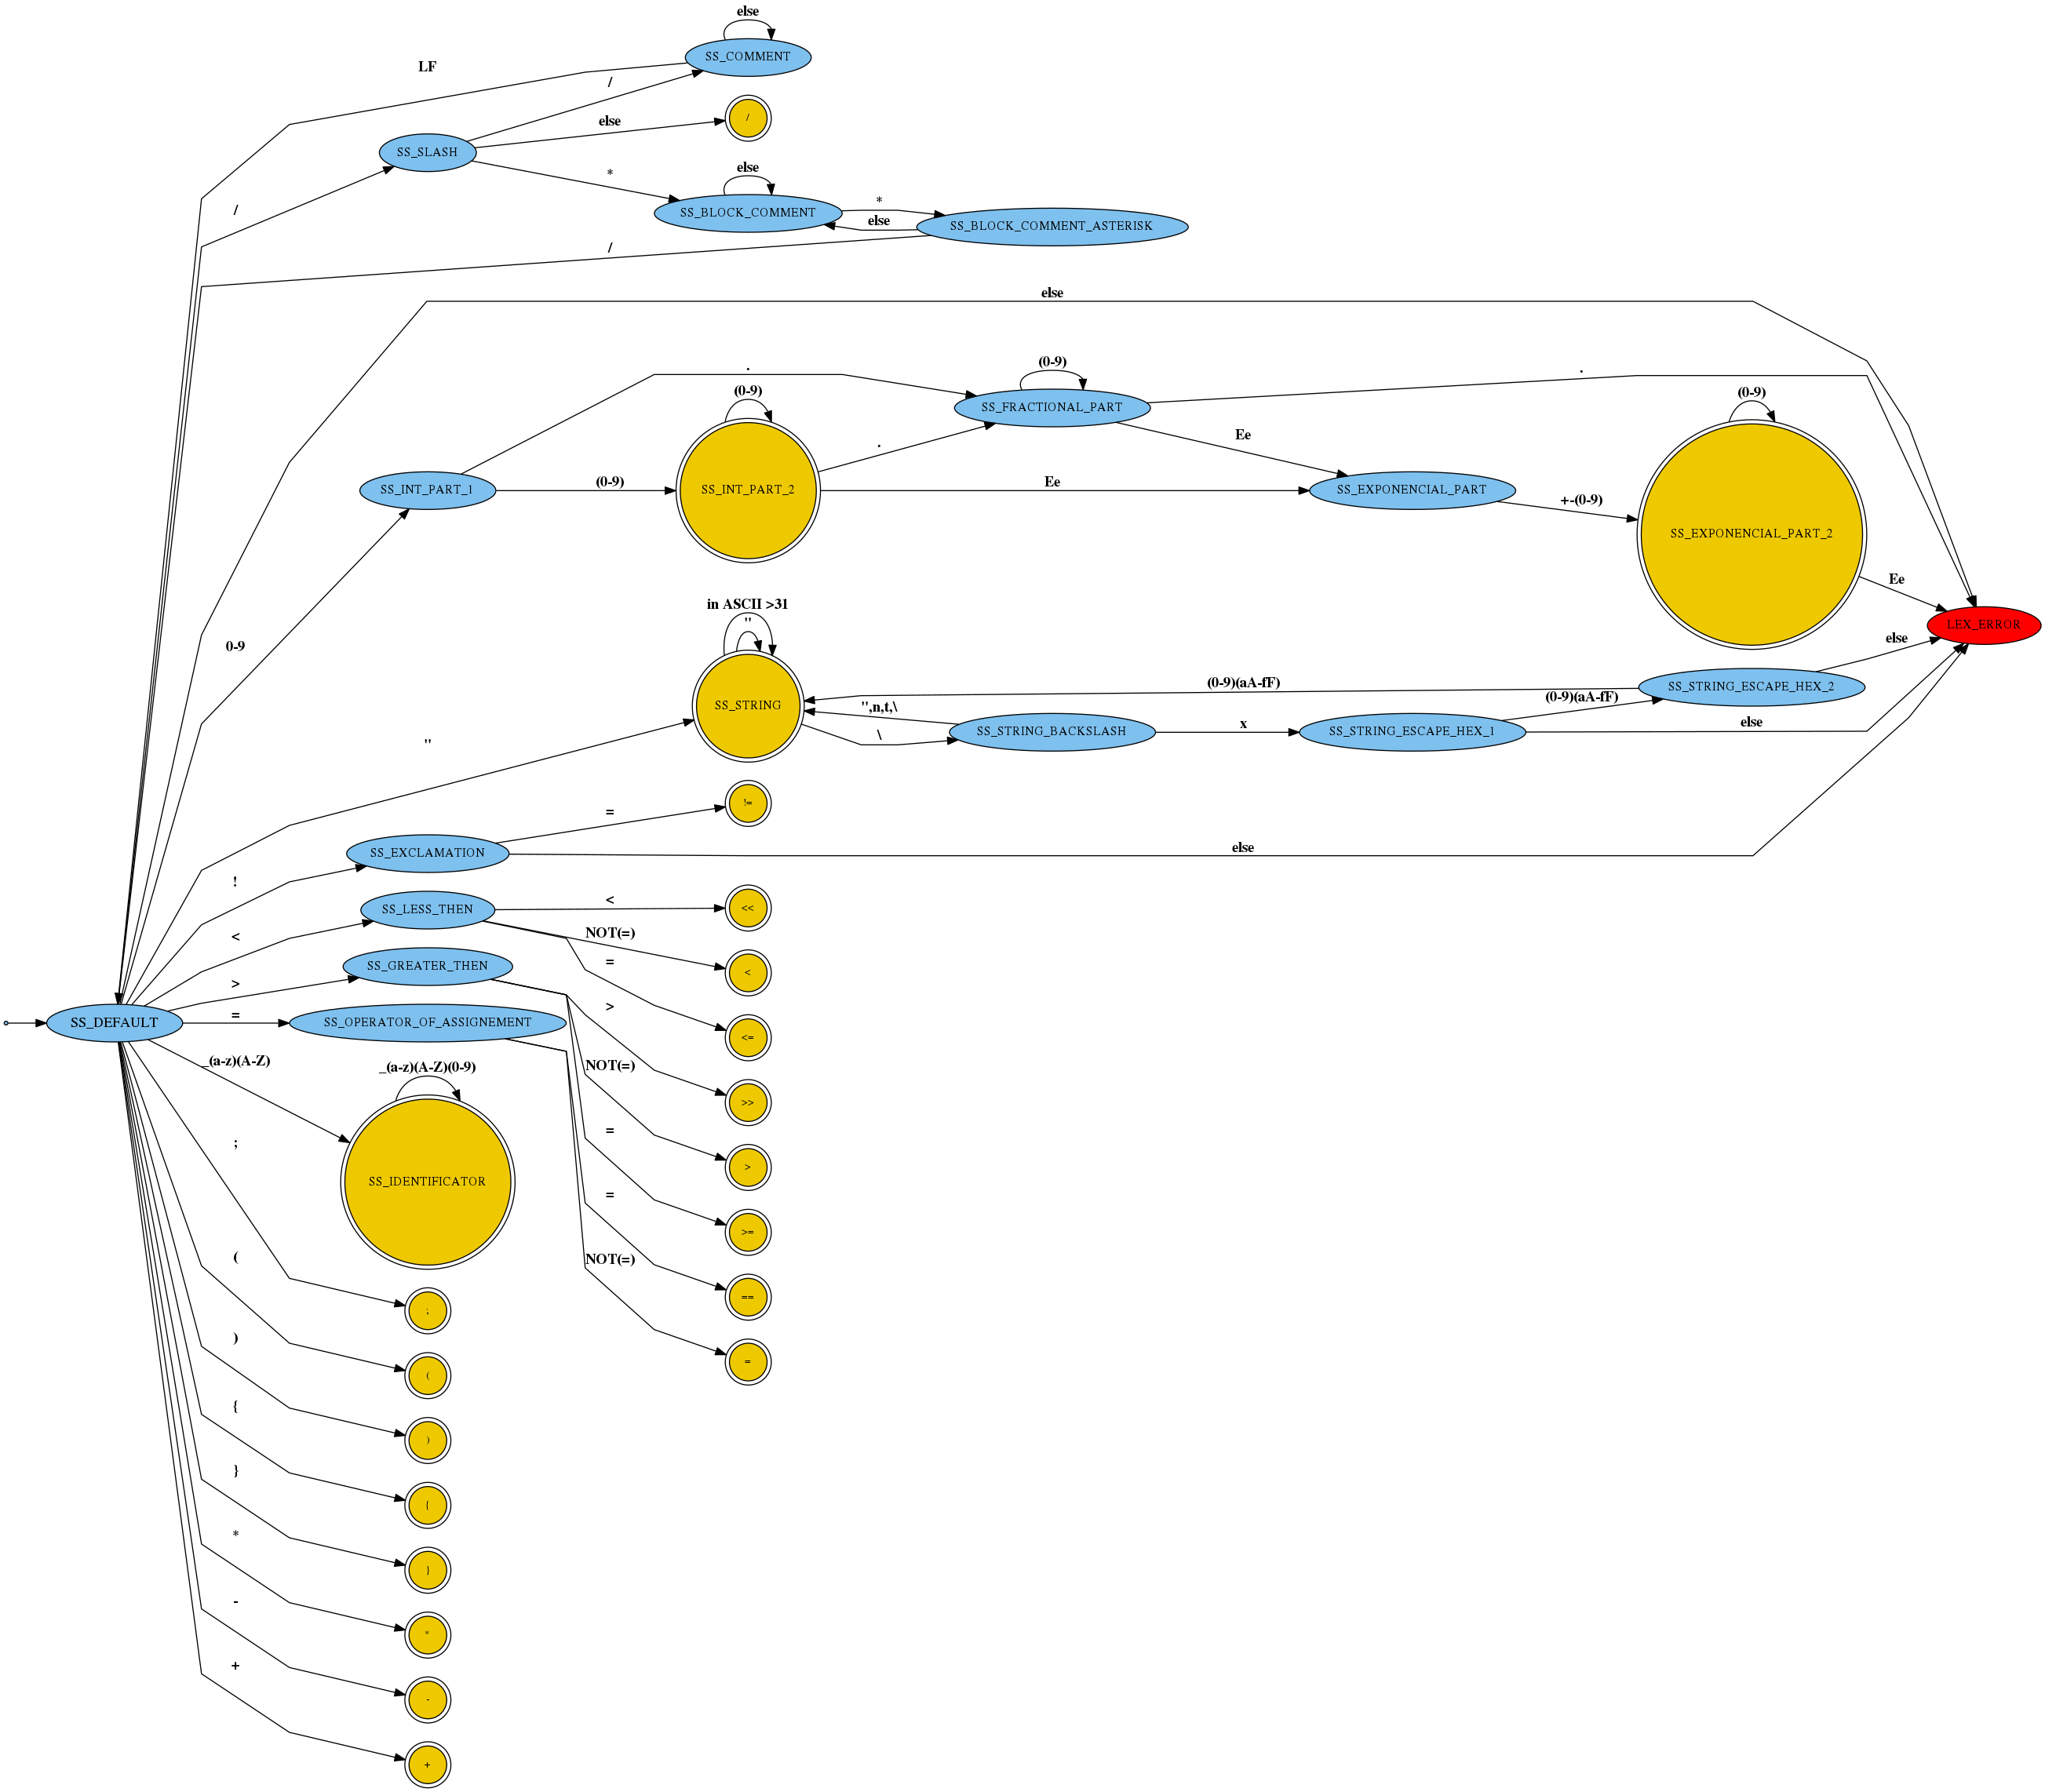 else
SS_COMMENT
LF
/
/
else
SS_SLASH
*
else
SS_BLOCK_COMMENT
*
else
SS_BLOCK_COMMENT_ASTERISK
/
/
else
.
(0-9)
SS_FRACTIONAL_PART
.
(0-9)
(0-9)
SS_INT_PART_1
(0-9)
SS_INT_PART_2
.
Ee
Ee
SS_EXPONENCIAL_PART
+-(0-9)
SS_EXPONENCIAL_PART_2
Ee
LEX_ERROR
0-9
in ASCII >31
"
SS_STRING
"
(0-9)(aA-fF)
",n,t,\
\
SS_STRING_BACKSLASH
x
SS_STRING_ESCAPE_HEX_1
(0-9)(aA-fF)
SS_STRING_ESCAPE_HEX_2
else
else
=
!=
SS_EXCLAMATION
else
!
SS_LESS_THEN
<
<<
<
NOT(=)
<
=
<=
SS_GREATER_THEN
>
>
>>
SS_DEFAULT
=
SS_OPERATOR_OF_ASSIGNEMENT
NOT(=)
>
=
>=
=
==
NOT(=)
=
_(a-z)(A-Z)
_(a-z)(A-Z)(0-9)
SS_IDENTIFICATOR
;
;
(
(
)
)
{
{
}
}
*
*
-
-
+
+